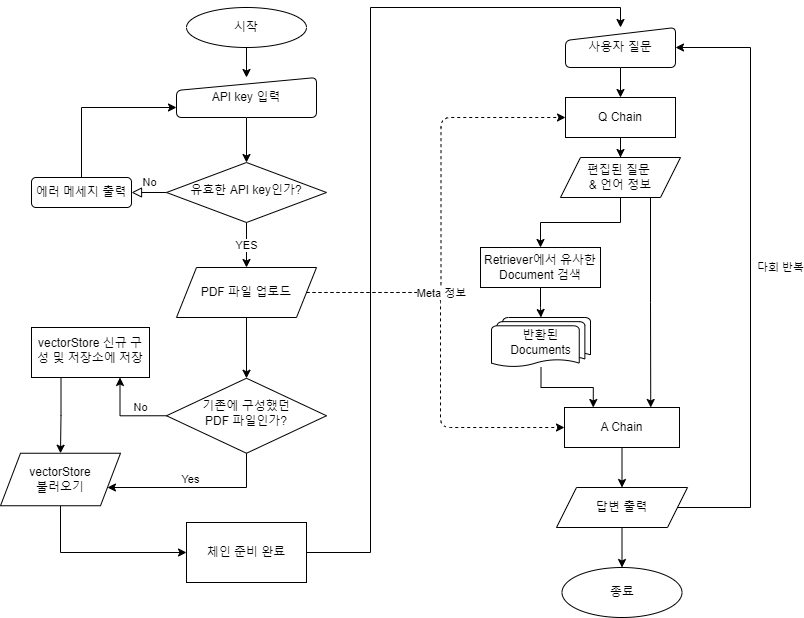 시작
API key 입력
유효한 API key인가?
No
에러 메세지 출력
YES
PDF 파일 업로드
Meta 정보
기존에 구성했던
PDF 파일인가?
No
vectorStore 신규 구
성 및 저장소에 저장
Yes
vectorStore
불러오기
체인 준비 완료
사용자 질문
Q Chain
편집된 질문
& 언어 정보
Retriever에서 유사한
Document 검색
반환된
Documents
A Chain
답변 출력
다회 반복
종료